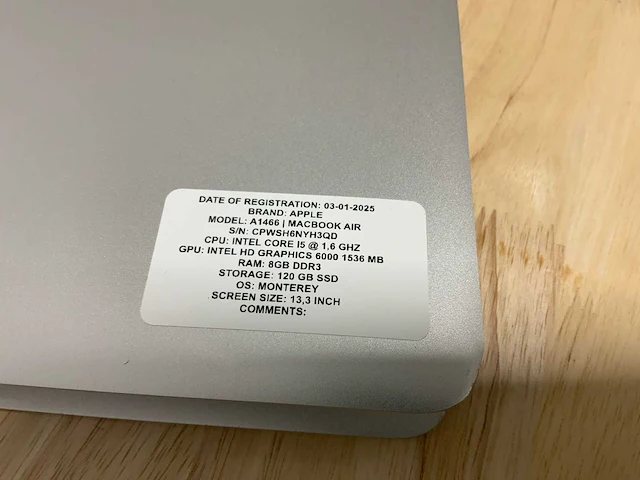 DATE OF REGISTRATION: 03-01-2025
BRAND: APPLE
MODEL: A1466 | MACBOOK AIR
S/N: CPWSH6NYH3QD
CPU: INTEL CORE I5 @ 1,6 GHZ
GPU: INTEL HD GRAPHICS 6000 1536 MB
RAM: 8GB DDR3
STORAGE: 120 GB SSD
OS: MONTEREY
SCREEN SIZE: 13,3 INCH
COMMENTS: